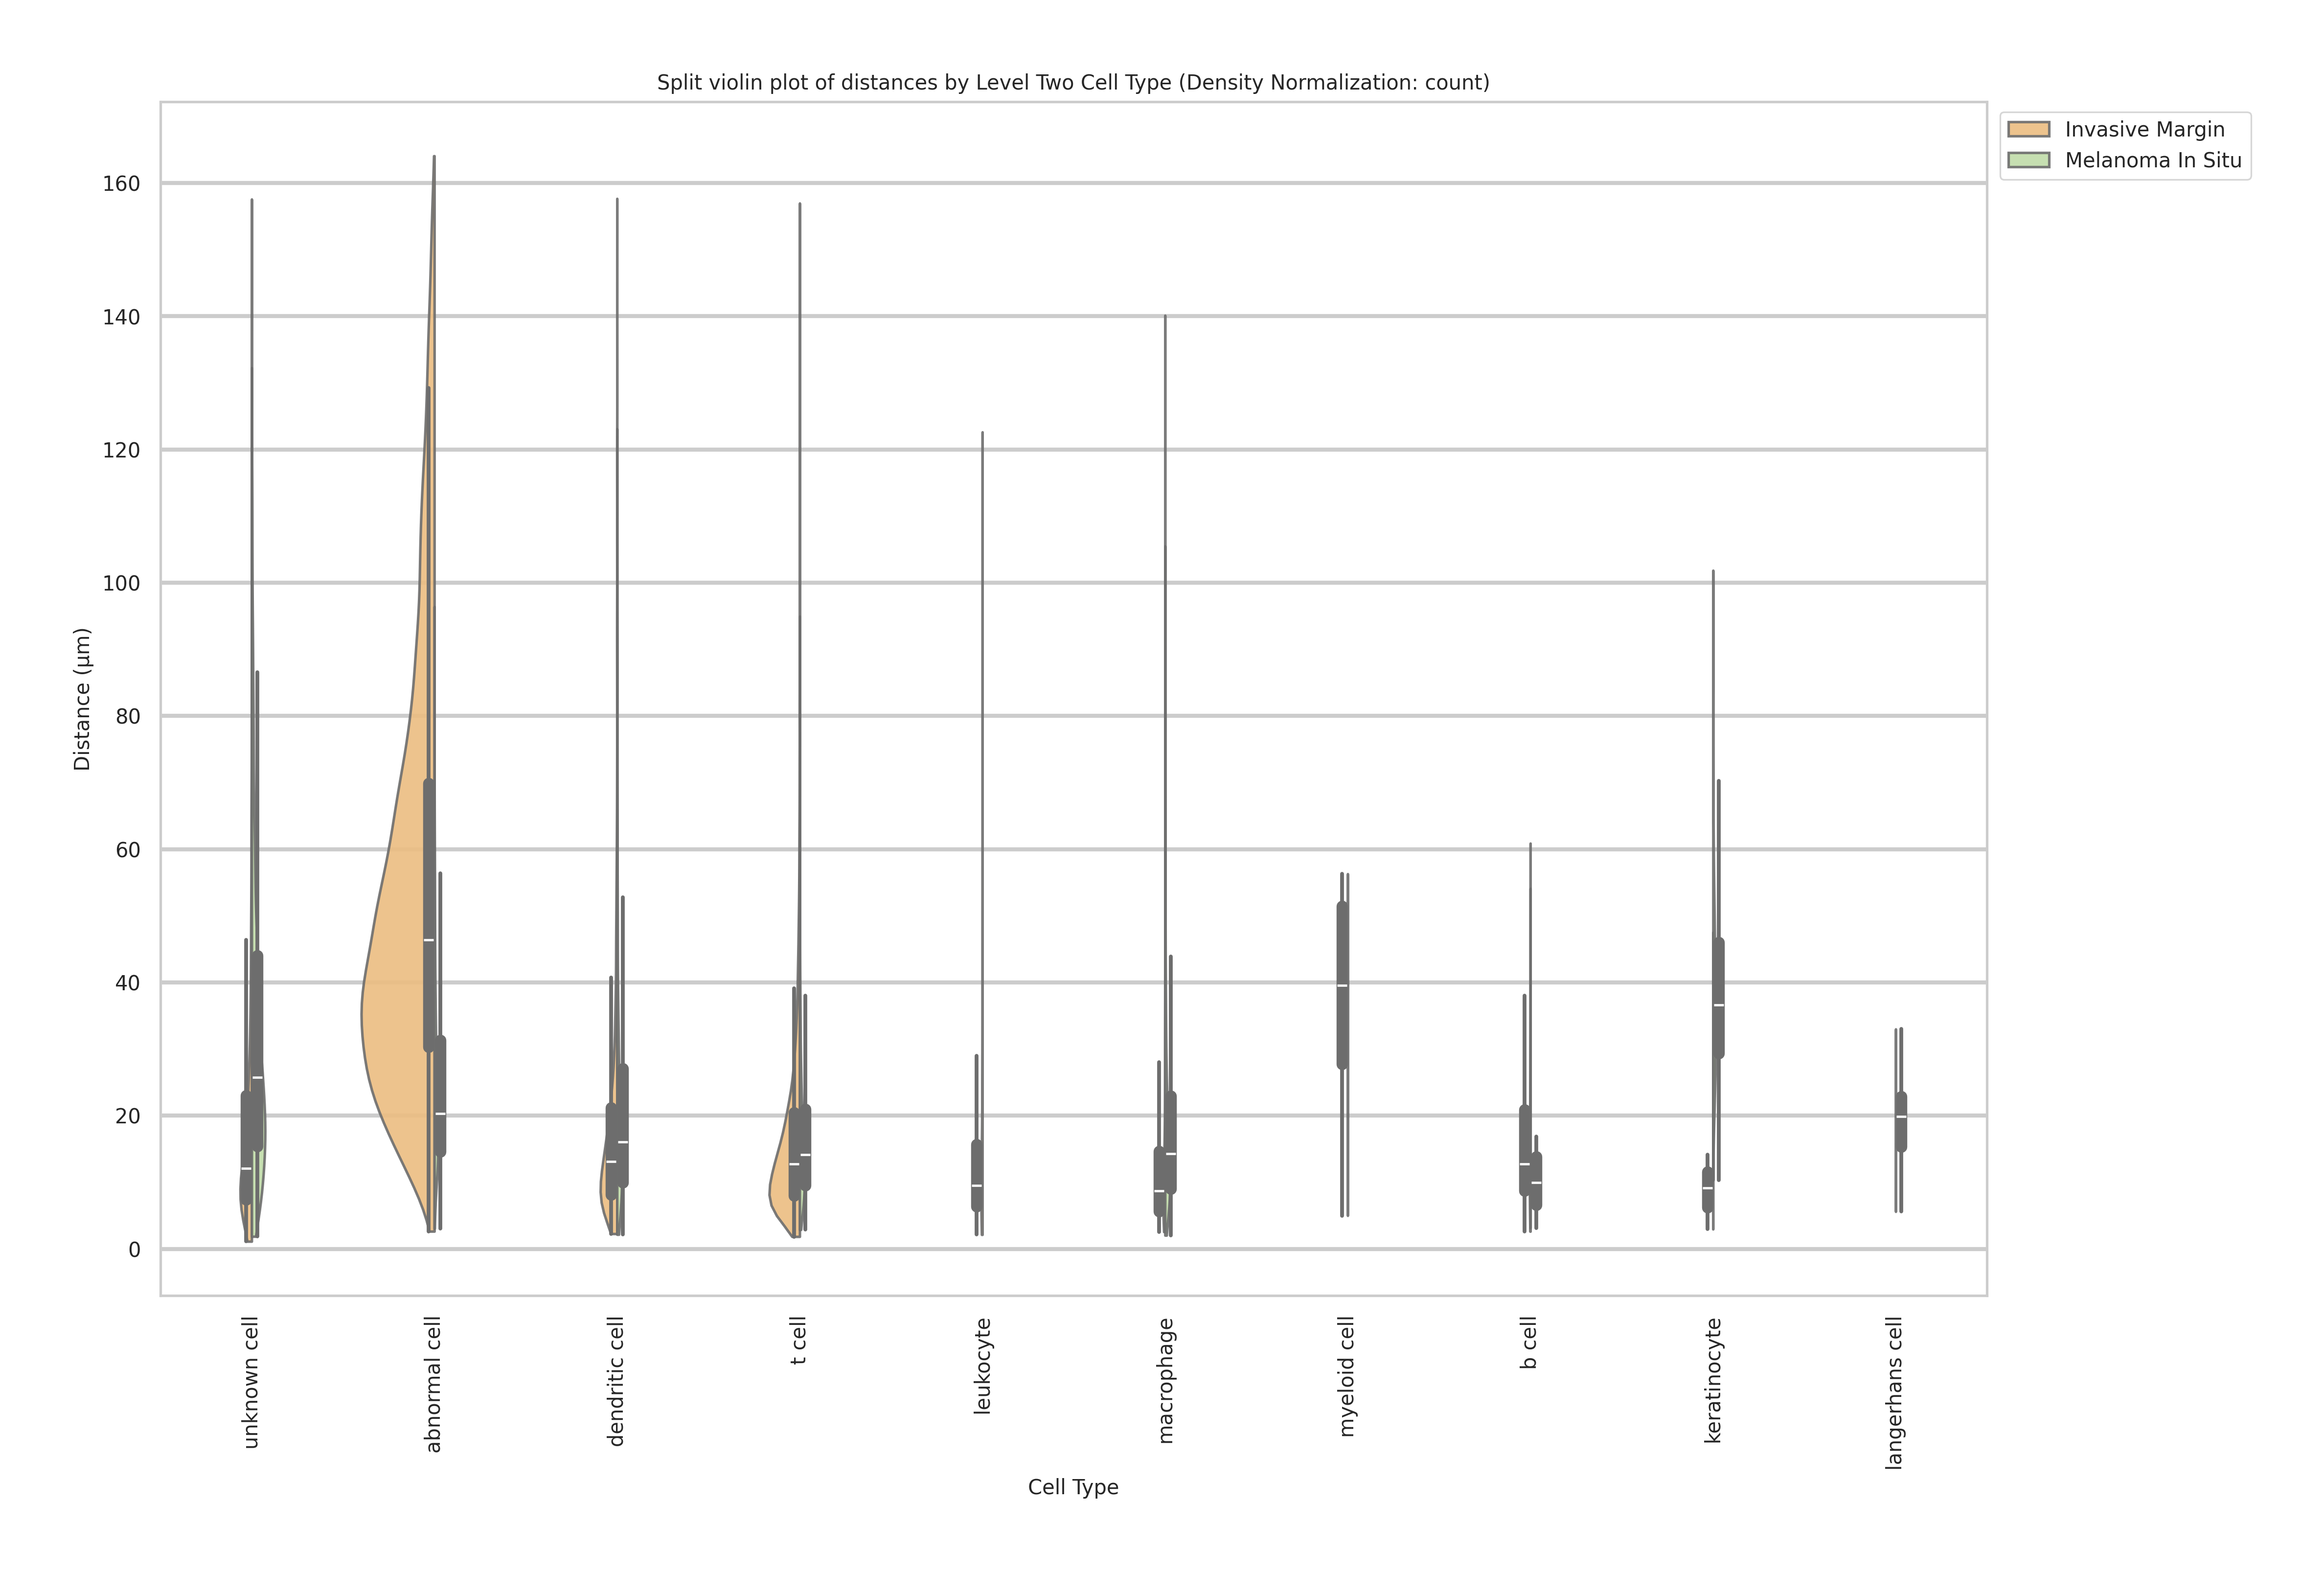 Split violin plot of distances by Level Two Cell Type (Density Normalization: count)
Invasive Margin
Melanoma In Situ
160
140
120
100
80
60
40
20
0
Distance (µm)
unknown cell
abnormal cell
dendritic cell
t cell
leukocyte
macrophage
myeloid cell
b cell
keratinocyte
langerhans cell
Cell Type